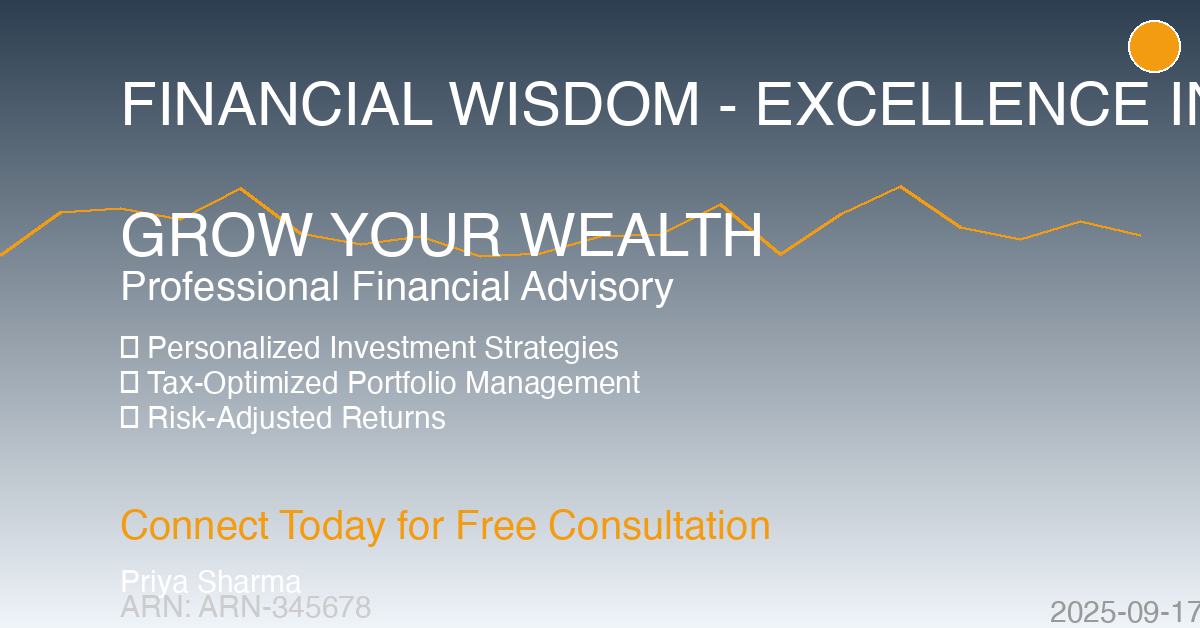 FINANCIAL WISDOM - EXCELLENCE IN
GROW YOUR WEALTH
Professional Financial Advisory
□ Personalized Investment Strategies
□ Tax-Optimized Portfolio Management
□ Risk-Adjusted Returns
Connect Today for Free Consultation
Priya Sharma
ARN: ARN-345678
2025-09-17